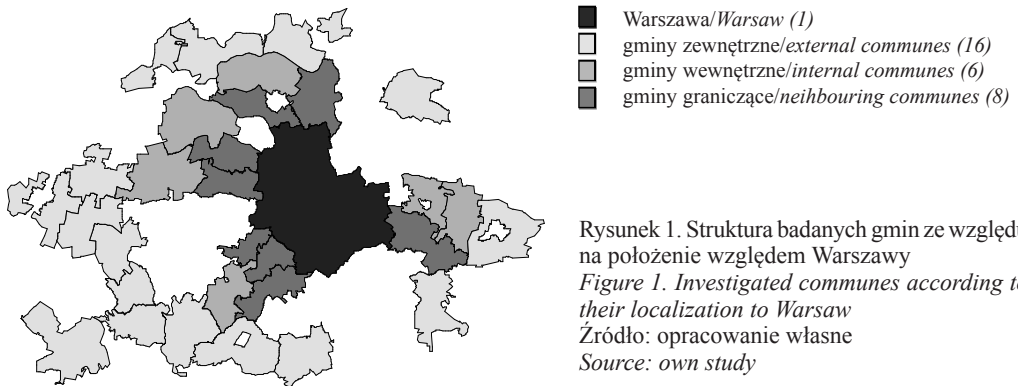 Warszawa/Warsaw (1)
gminy zewnętrzne/external communes (16)
gminy wewnętrzne/internal communes (6)
gminy graniczące/neihbouring communes (8)
Rysunek 1. Struktura badanych gmin ze względu
na położenie względem Warszawy
Figure 1. Investigated communes according to
their localization to Warsaw
Źródło: opracowanie własne
Source: own study